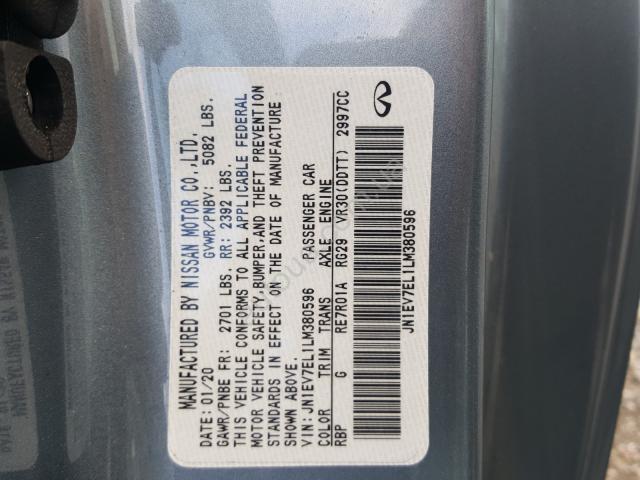 MANUFACTURED BY NISSAN MOTOR CO.,LTD.
DATE: 01/20 GVWR/PNBV: 5082 LBS.
GAWR/PNBE FR: 2701 LBS. RR: 2392 LBS.
THIS VEHICLE CONFORMS TO ALL APPLICABLE FEDERAL
MOTOR VEHICLE SAFETY,BUMPER,AND THEFT PREVENTION
STANDARDS IN EFFECT ON THE DATE OF MANUFACTURE
SHOWN ABOVE.
VIN: JN1EV7EL1LM380596 PASSENGER CAR
COLOR TRIM TRANS AXLE ENGINE
RBP G RE7R01A RG29 VR30(DDTT) 2997CC
JN1EV7EL1LM380596